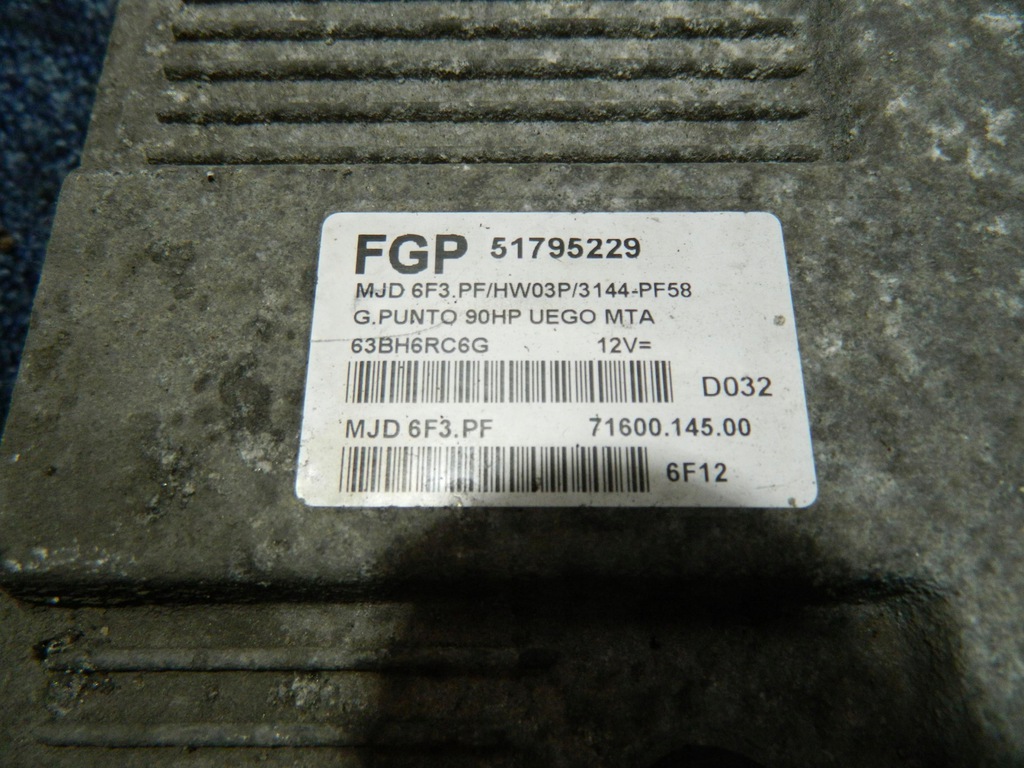 FGP 51795229
MJD 6F3.PF/HW03P/3144-PF58
G.PUNTO 90HP UEGO MTA
63BH6RC6G 12V=
D032
MJD 6F3.PF 71600.145.00
6F12